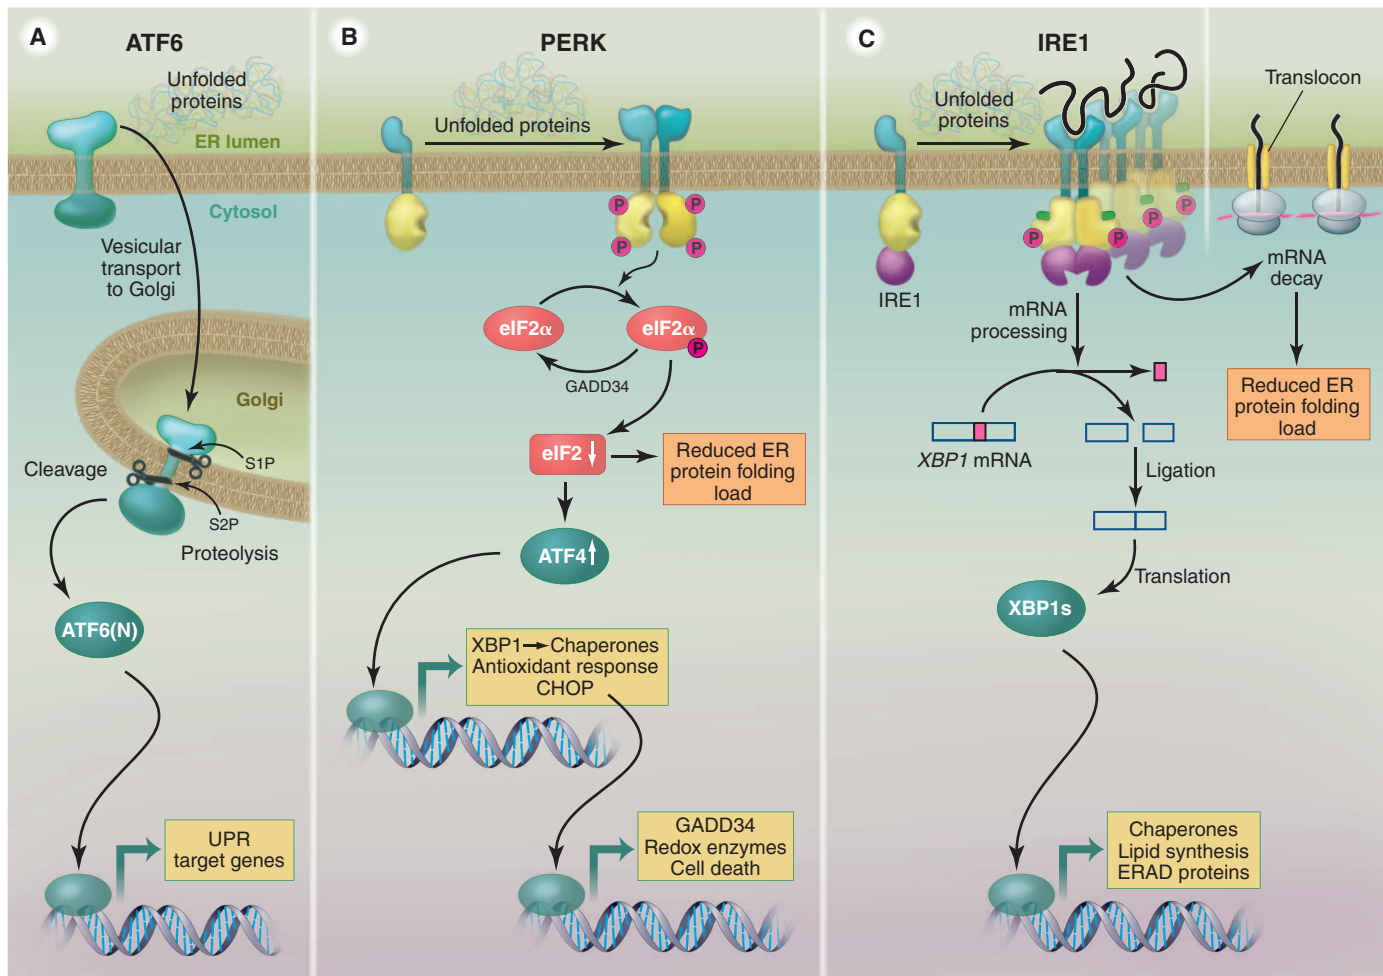 A
ATF6
Unfolded
proteins
ER lumen
Cytosol
Vesicular
transport
to Golgi
Golgi
Cleavage
S1P
S2P
Proteolysis
ATF6(N)
UPR
target genes
B
PERK
Unfolded proteins
P
P
P
P
eIF2α
eIF2α
P
GADD34
eIF2
Reduced ER
protein folding
load
ATF4
XBP1 → Chaperones
Antioxidant response
CHOP
GADD34
Redox enzymes
Cell death
C
IRE1
Unfolded
proteins
Translocon
P
P
P
P
IRE1
mRNA
processing
mRNA
decay
Reduced ER
protein folding
load
XBP1 mRNA
Ligation
Translation
XBP1s
Chaperones
Lipid synthesis
ERAD proteins